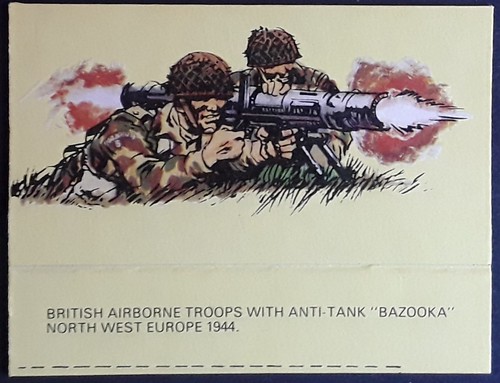 BRITISH AIRBORNE TROOPS WITH ANTI-TANK "BAZOOKA"
NORTH WEST EUROPE 1944.